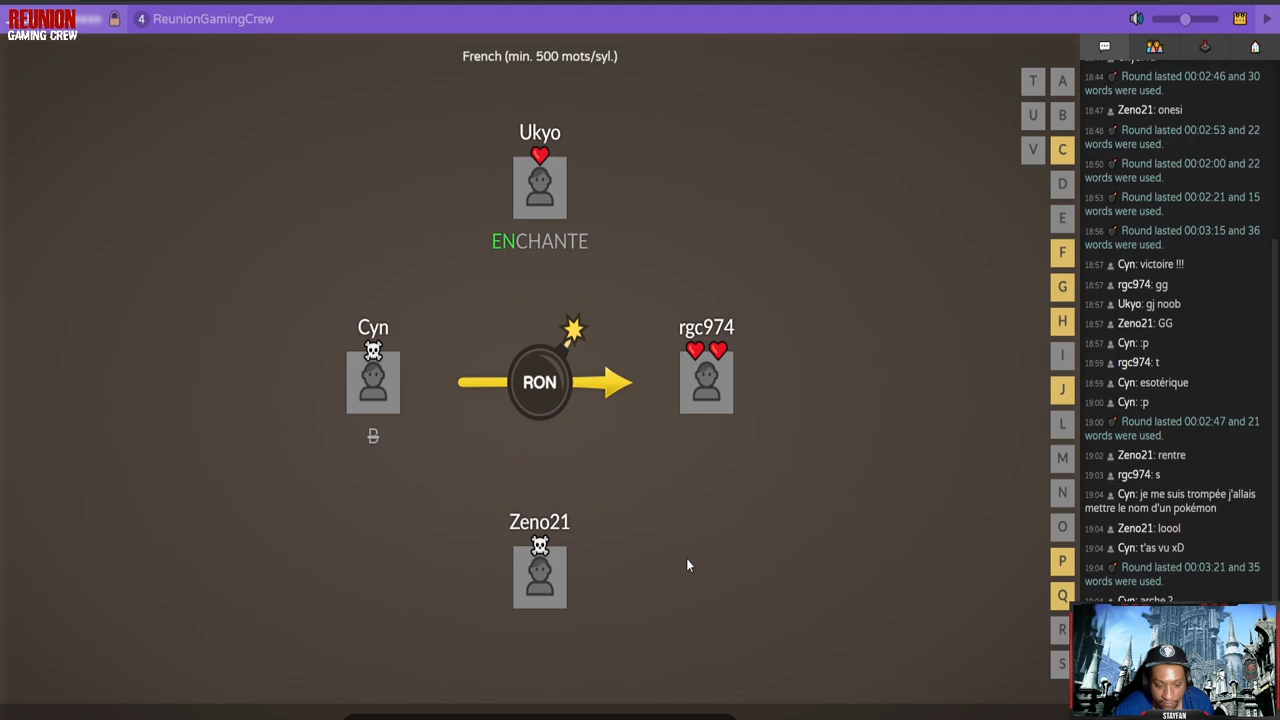 REUNION
GAMING CREW
4 ReunionGamingCrew
French (min. 500 mots/syl.)
Ukyo
ENCHANTE
Cyn
B
RON
rgc974
Zeno21
T A
U B
V C
D
E
F
G
H
I
J
L
M
N
O
P
Q
R
S
18:44 Round lasted 00:02:46 and 30
words were used.
18:47 Zeno21: onesi
18:48 Round lasted 00:02:53 and 22
words were used.
18:50 Round lasted 00:02:00 and 22
words were used.
18:53 Round lasted 00:02:21 and 15
words were used.
18:56 Round lasted 00:03:15 and 36
words were used.
18:57 Cyn: victoire !!!
18:57 rgc974: gg
18:57 Ukyo: gj noob
18:57 Zeno21: GG
18:57 Cyn: :p
18:59 rgc974: t
18:59 Cyn: esotérique
19:00 Cyn: :p
19:00 Round lasted 00:02:47 and 21
words were used.
19:02 Zeno21: rentre
19:03 rgc974: s
19:04 Cyn: je me suis trompée j'allais
mettre le nom d'un pokémon
19:04 Zeno21: loool
19:04 Cyn: t'as vu xD
19:04 Round lasted 00:03:21 and 35
words were used.
19:04 Cyn: arche ?
STAYFAN